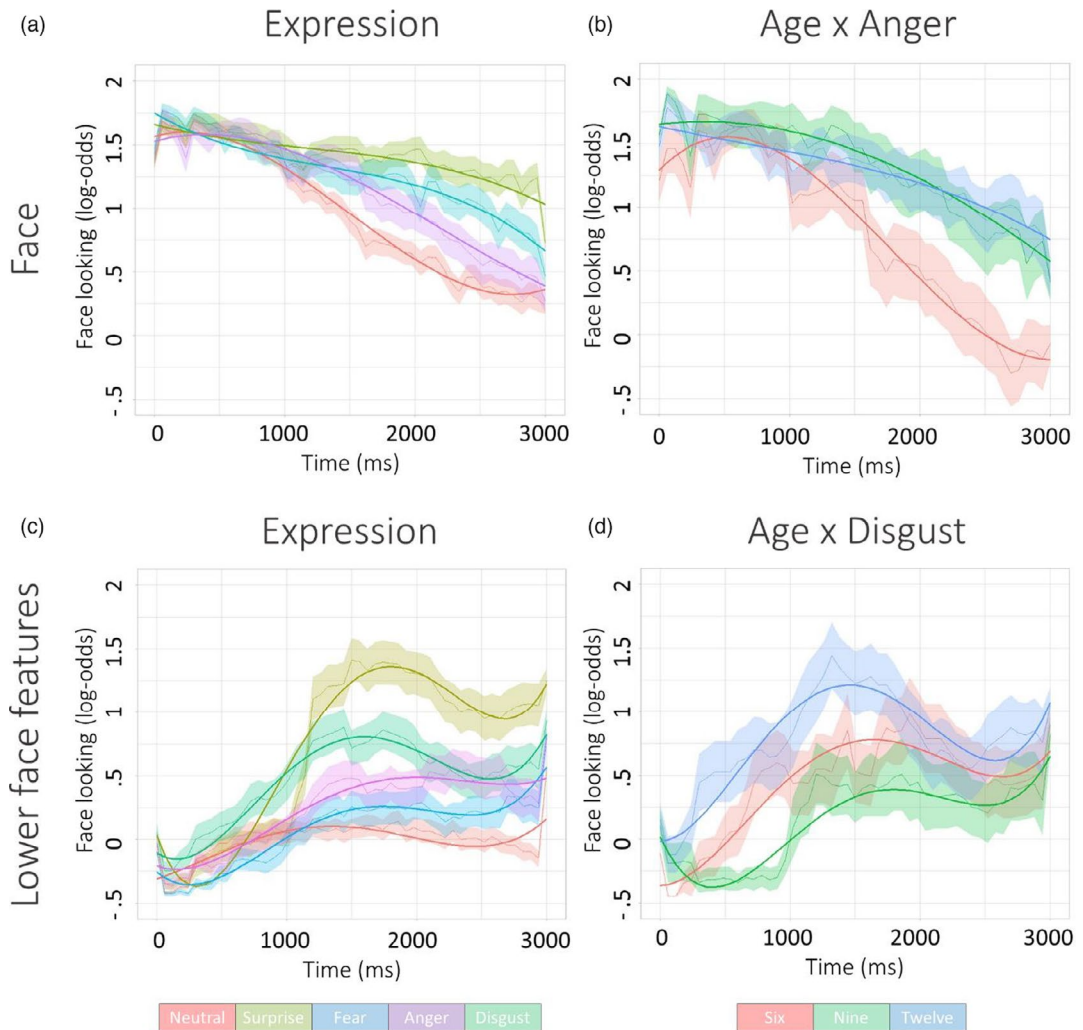 (a)
Expression
(b)
Age x Anger
Face
Face looking (log-odds)
2
1.5
1
.5
0
- .5
0 1000 2000 3000
Time (ms)
Face looking (log-odds)
2
1.5
1
.5
0
- .5
0 1000 2000 3000
Time (ms)
(c)
Expression
(d)
Age x Disgust
Lower face features
Face looking (log-odds)
2
1.5
1
0.5
0
- .5
0 1000 2000 3000
Time (ms)
Face looking (log-odds)
2
1.5
1
0.5
0
- .5
0 1000 2000 3000
Time (ms)
Neutral Surprise Fear Anger Disgust
Six Nine Twelve